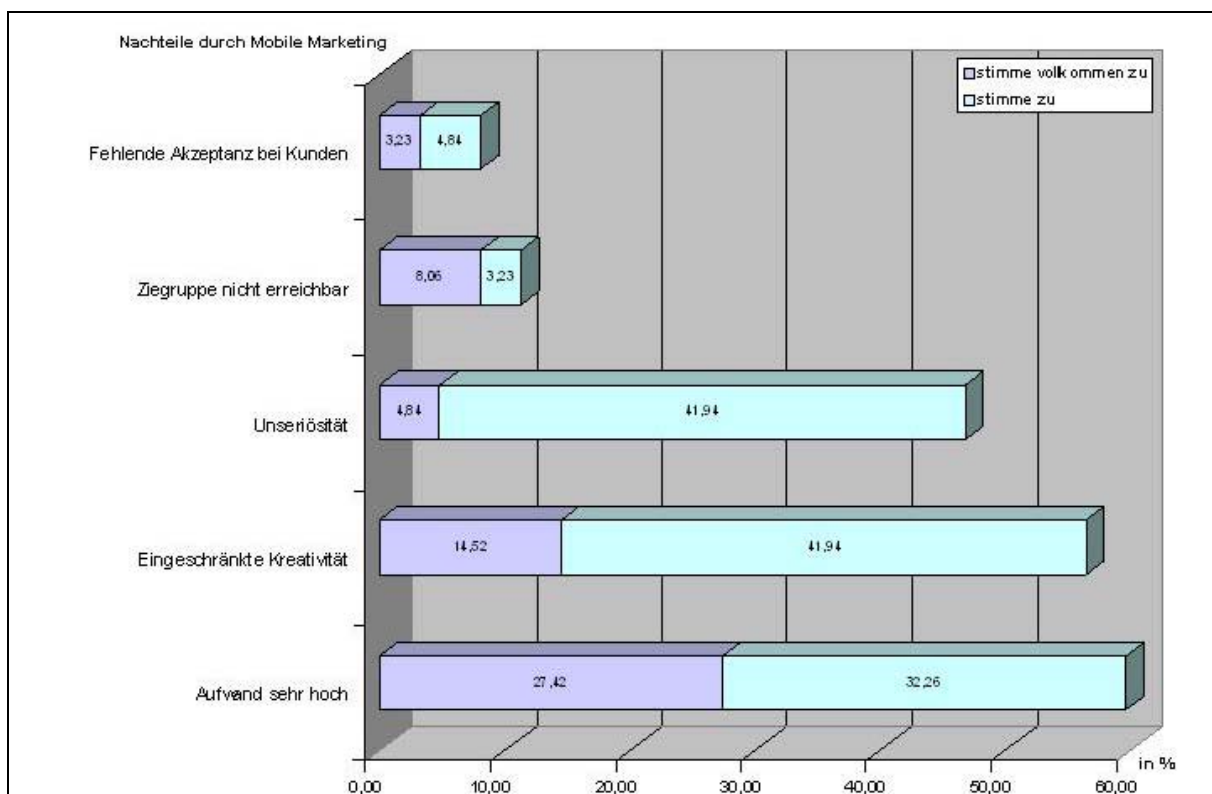 Nachteile durch Mobile Marketing
stimme volkommen zu
stimme zu
Fehlende Akzeptanz bei Kunden
3,23
4,84
Ziegruppe nicht erreichbar
8,06
3,23
Unseriösität
4,84
41,94
Eingeschränkte Kreativität
14,52
41,94
Aufwand sehr hoch
27,42
32,26
in %
0,00
10,00
20,00
30,00
40,00
50,00
60,00